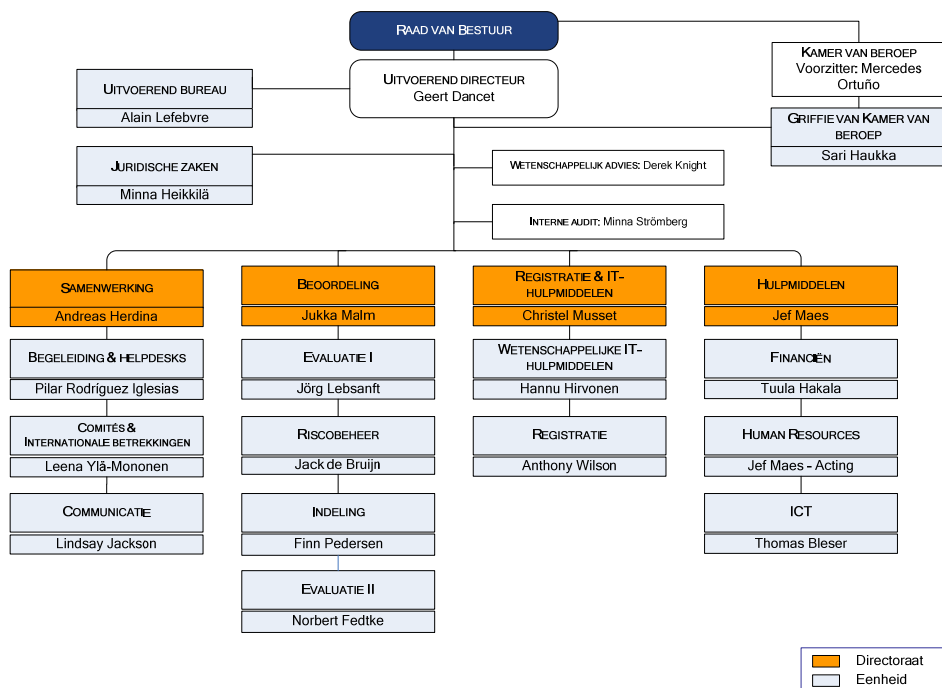 RAAD VAN BESTUUR
UITVOEREND DIRECTEUR
Geert Dancet
KAMER VAN BEROEP
Voorzitter: Mercedes
Ortuño
UITVOEREND BUREAU
Alain Lefebvre
GRIFFIE VAN KAMER VAN
BEROEP
Sari Haukka
JURIDISCHE ZAKEN
Minna Heikkilä
WETENSCHAPPELIJK ADVIES: Derek Knight
INTERNE AUDIT: Minna Strömberg
SAMENWERKING
Andreas Herdina
BEGELEIDING & HELPDESKS
Pilar Rodríguez Iglesias
COMITÉS &
INTERNATIONALE BETREKKINGEN
Leena Ylä-Mononen
COMMUNICATIE
Lindsay Jackson
BEOORDELING
Jukka Malm
EVALUATIE I
Jörg Lebsanft
RISCOBEHEER
Jack de Bruijn
INDELING
Finn Pedersen
EVALUATIE II
Norbert Fedtke
REGISTRATIE & IT-
HULPMIDDELEN
Christel Musset
WETENSCHAPPELIJKE IT-
HULPMIDDELEN
Hannu Hirvonen
REGISTRATIE
Anthony Wilson
HULPMIDDELEN
Jef Maes
FINANCIËN
Tuula Hakala
HUMAN RESOURCES
Jef Maes - Acting
ICT
Thomas Bleser
Directoraat
Eenheid